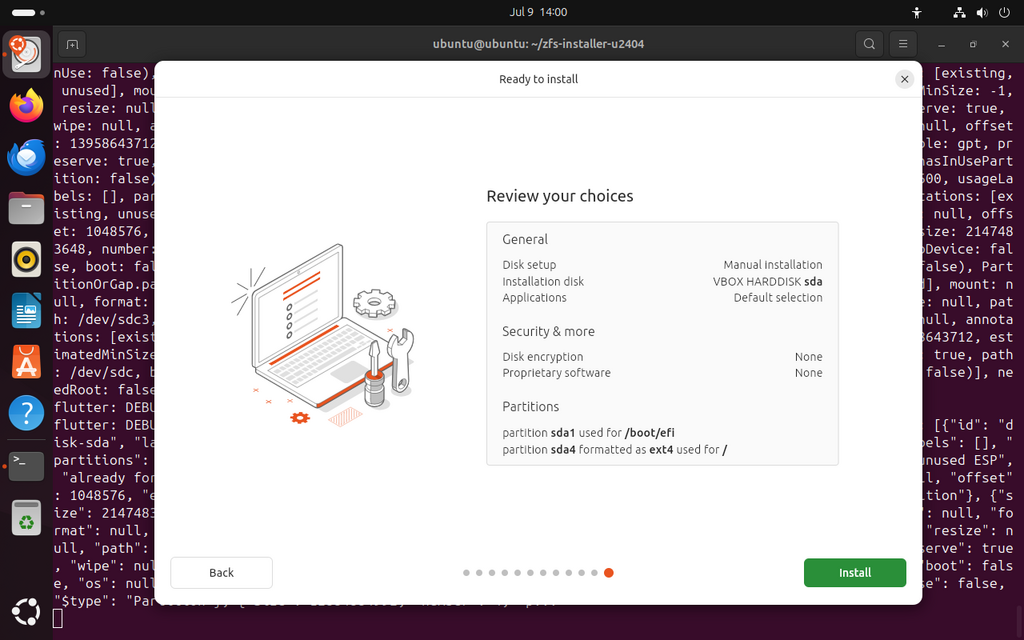 Jul 9 14:00
ubuntu@ubuntu: ~/zfs-installer-u2404
Ready to install
Review your choices
General
Disk setup Manual installation
Installation disk VBOX HARDDISK sda
Applications Default selection
Security & more
Disk encryption None
Proprietary software None
Partitions
partition sda1 used for /boot/efi
partition sda4 formatted as ext4 used for /
Back
Install
nUse: false), [existing,
unused], mou MinSize: -1,
resize: null erve: true,
wipe: null, a null, offset
: 1395864371 le: gpt, pr
eserve: true, nasInUsePart
ition: false) 500, usageLa
bels: [], par tations: [ex
isting, unuse null, offs
et: 1048576, size: 214748
3648, number: oDevice: fal
se, boot: fal false), Part
itionOrGap.pa d], mount: n
ull, format: e: null, pat
h: /dev/sdc3, null, annota
tions: [exist 8643712, est
imatedMinSize true, path
: /dev/sdc, b false)], ne
edRoot: false
flutter: DEBU
flutter: DEBU [{"id": "d
isk-sda", "la bels": [], "
partitions": unused ESP",
"already for l, "offset"
: 1048576, "e ition"}, {"s
ize": 214748 null, "fo
rmat": null, "resize": n
ull, "path": serve": true
, "wipe": nul "boot": fals
e, "os": null se": false,
"$type": "Par